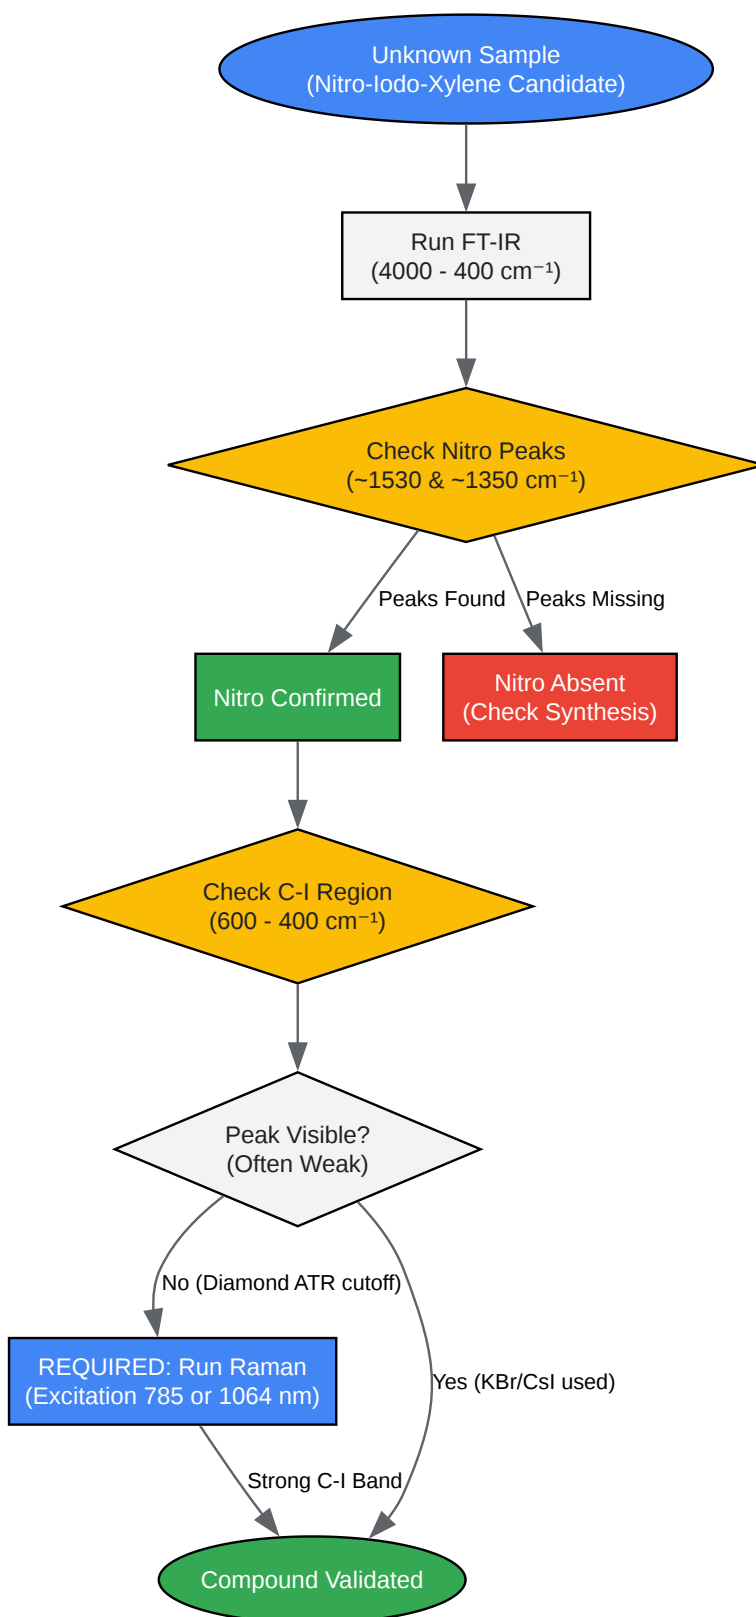 Unknown Sample
(Nitro-Iodo-Xylene Candidate)
Run FT-IR
(4000 - 400 cm⁻¹)
Check Nitro Peaks
(~1530 & ~1350 cm⁻¹)
Peaks Found
Peaks Missing
Nitro Confirmed
Nitro Absent
(Check Synthesis)
Check C-I Region
(600 - 400 cm⁻¹)
Peak Visible?
(Often Weak)
No (Diamond ATR cutoff)
REQUIRED: Run Raman
(Excitation 785 or 1064 nm)
Yes (KBr/CsI used)
Strong C-I Band
Compound Validated